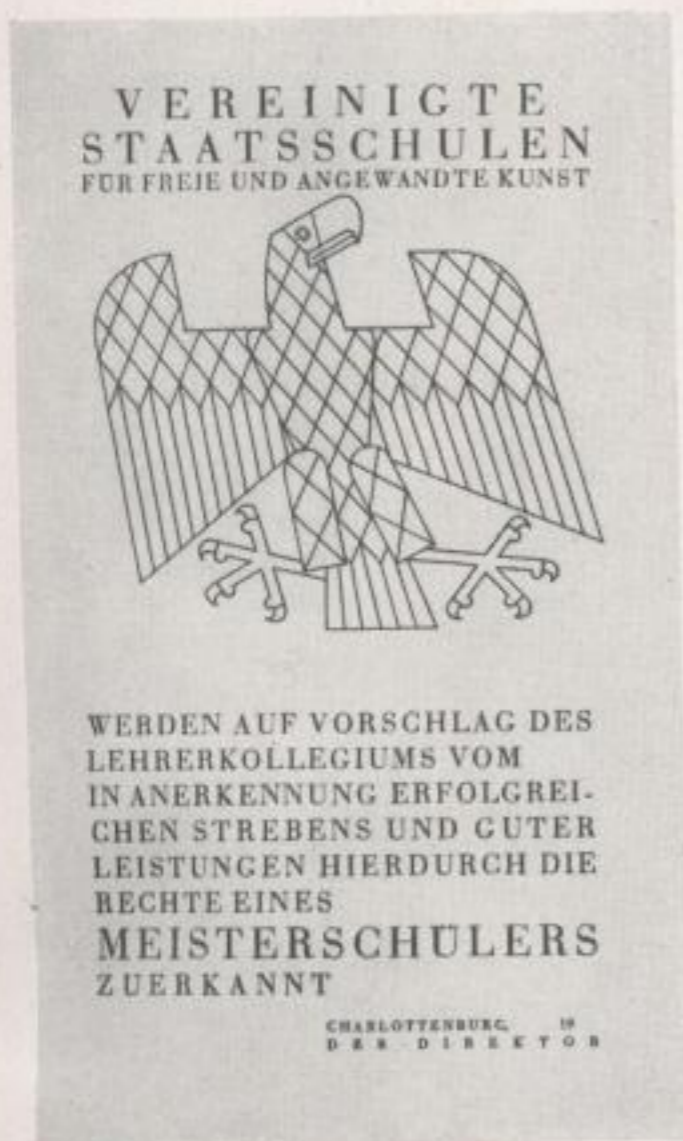 VEREINIGTE
STAATSSCHULEN
FÜR FREIE UND ANGEWANDTE KUNST
WERDEN AUF VORSCHLAG DES
LEHRERKOLLEGIUMS VOM
IN ANERKENNUNG ERFOLGREI-
CHEN STREBENS UND GUTER
LEISTUNGEN HIERDURCH DIE
RECHTE EINES
MEISTERSCHÜLERS
ZUERKANNT
CHARLOTTENBURG, 19
DER DIREKTOR